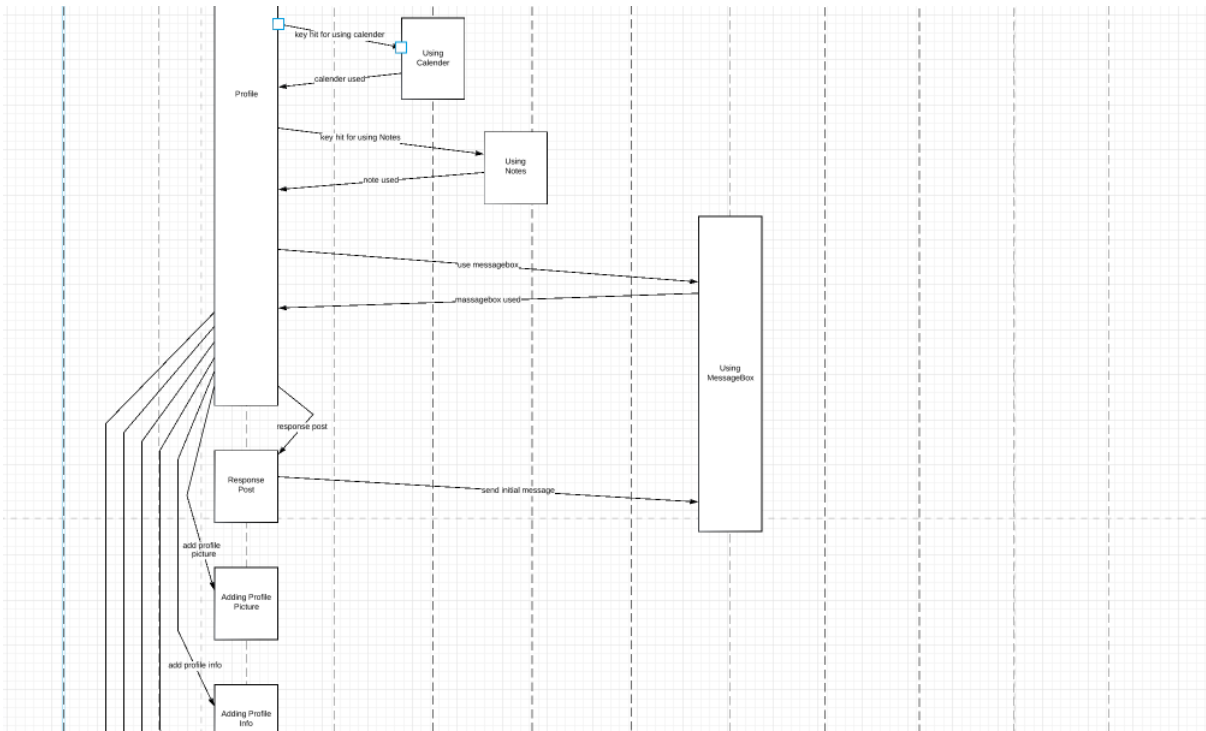 key hit for using calender
Using
Calender
calender used
Profile
key hit for using Notes
Using
Notes
note used
use messagebox
massagebox used
Using
MessageBox
response post
Response
Post
send initial message
add profile
picture
Adding Profile
Picture
add profile info
Adding Profile
Info